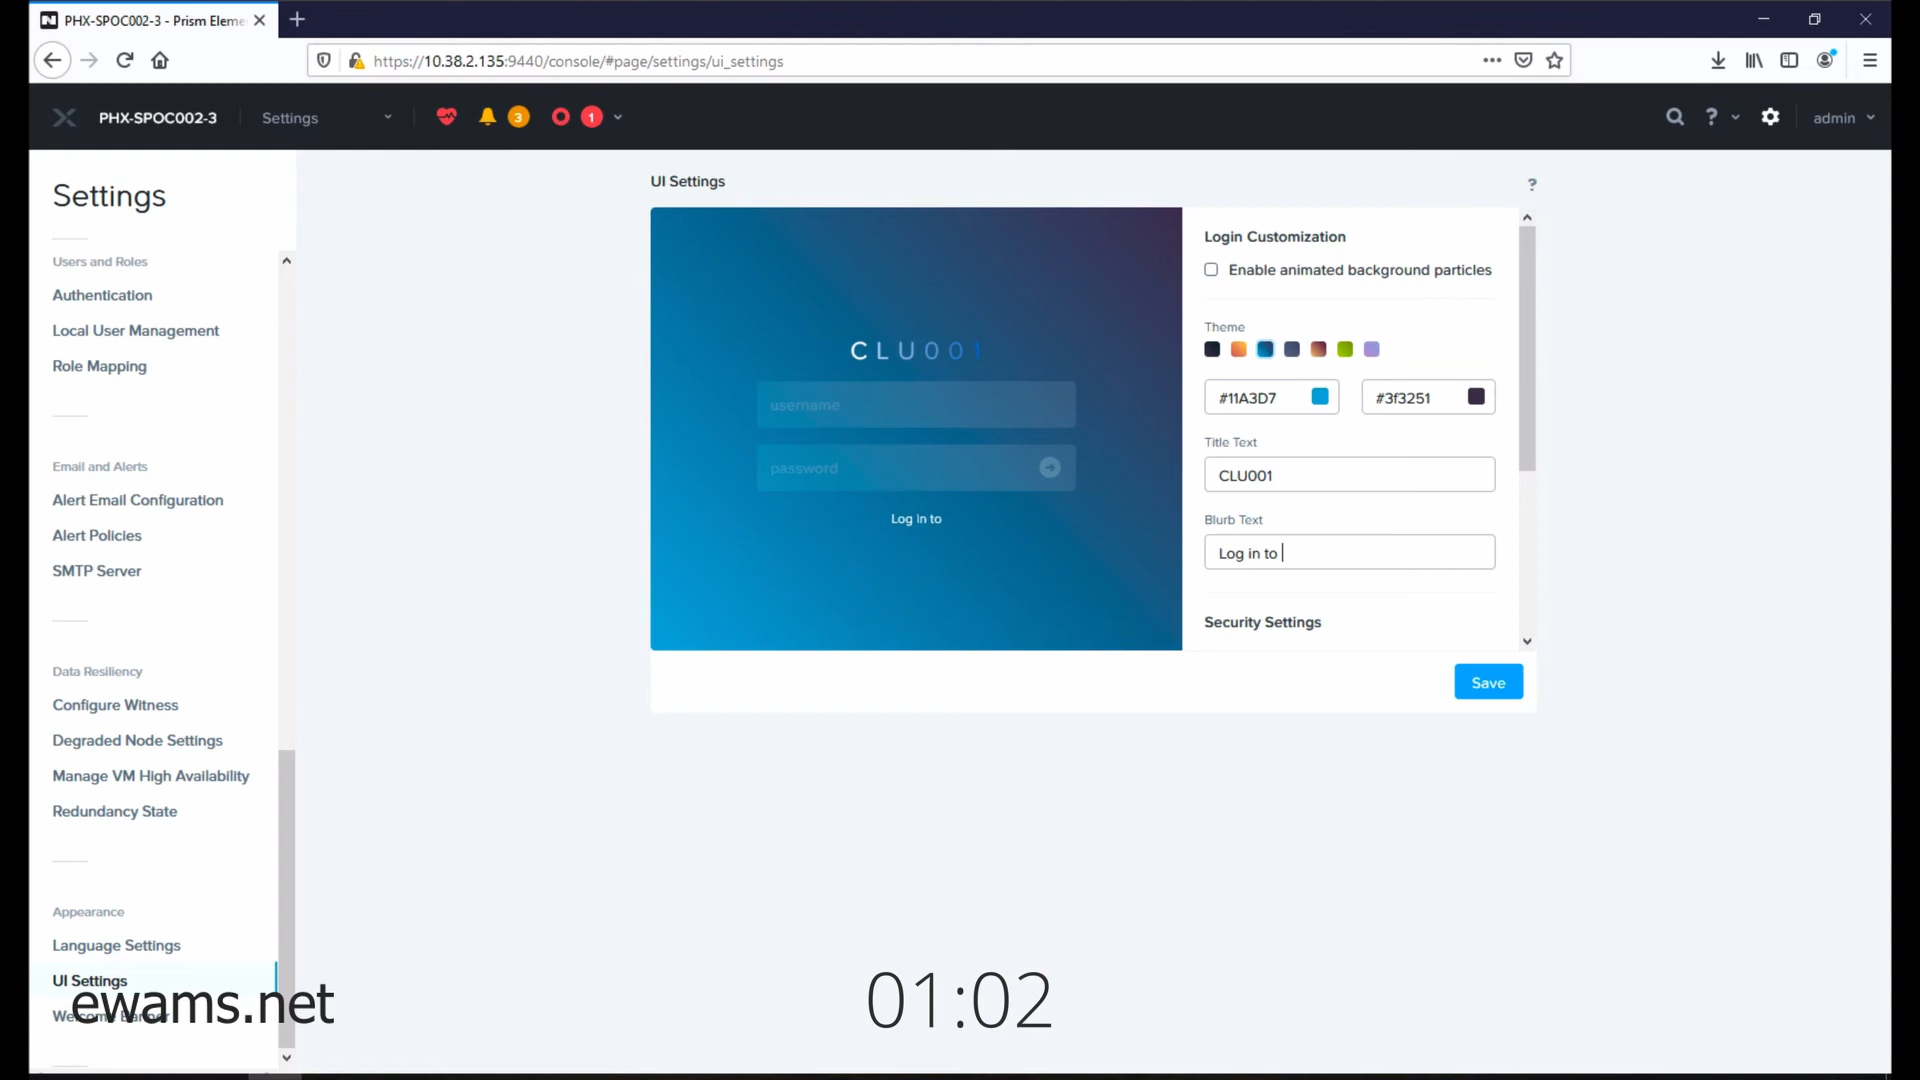 PHX-SPOC002-3 - Prism Eleme
https://10.38.2.135:9440/console/#page/settings/ui_settings
PHX-SPOC002-3
Settings
3
1
?
admin
Settings
Users and Roles
Authentication
Local User Management
Role Mapping
Email and Alerts
Alert Email Configuration
Alert Policies
SMTP Server
Data Resiliency
Configure Witness
Degraded Node Settings
Manage VM High Availability
Redundancy State
Appearance
Language Settings
UI Settings
Welcome Banner
UI Settings
?
CLU001
username
password
Log in to
Login Customization
Enable animated background particles
Theme
#11A3D7
#3f3251
Title Text
CLU001
Blurb Text
Log in to
Security Settings
Save
ewams.net
01:02